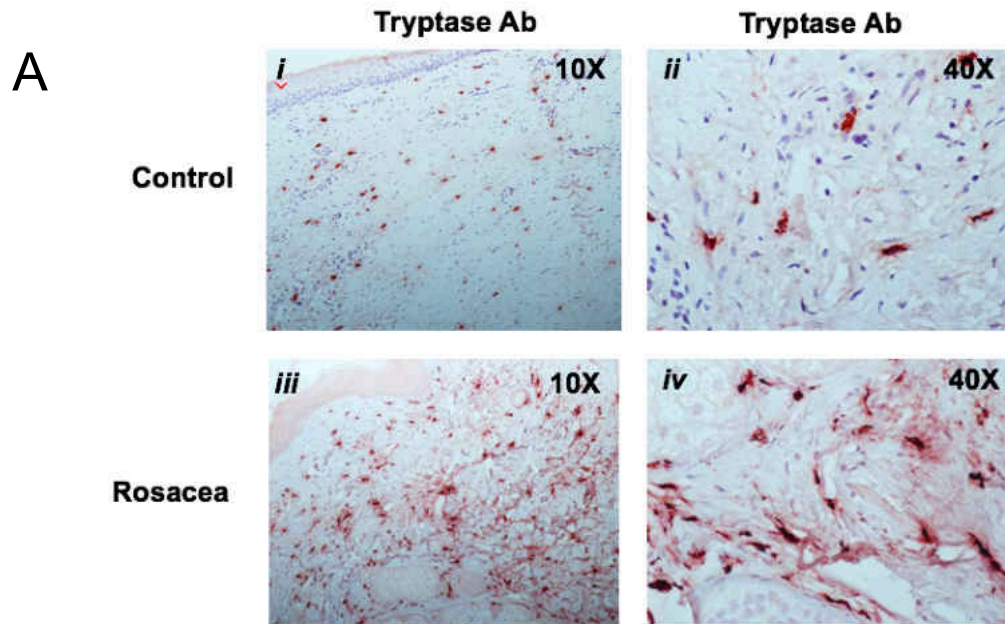 Tryptase Ab Tryptase Ab
A
i 10X ii 40X
Control
iii 10X iv 40X
Rosacea